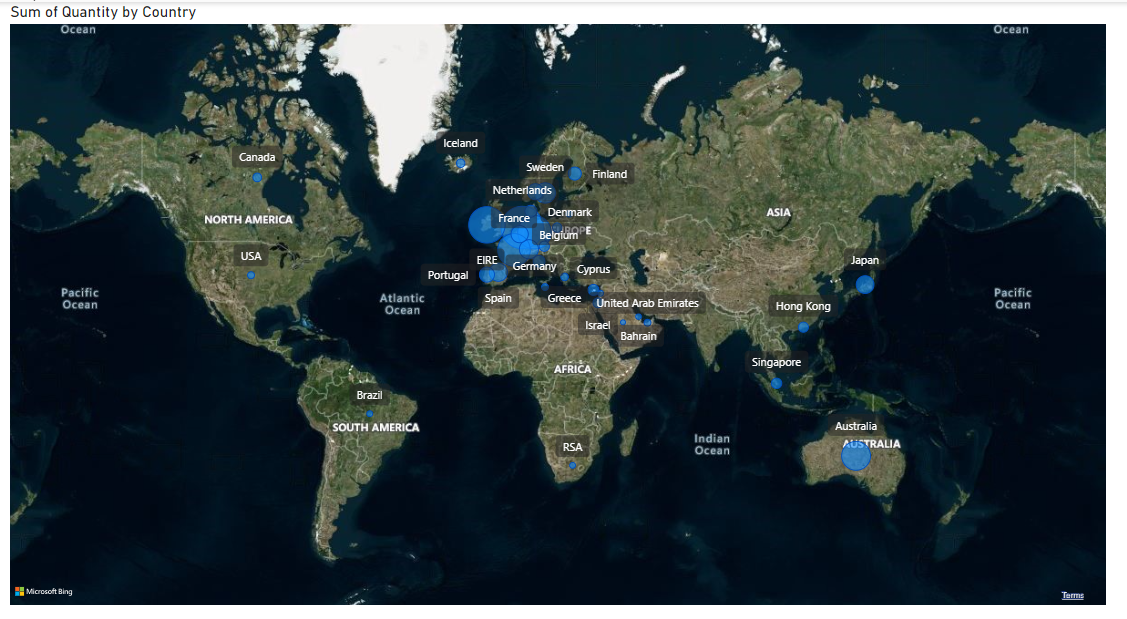 Sum of Quantity by Country
Ocean
Ocean
Iceland
Canada
Sweden
Finland
Netherlands
NORTH AMERICA
France
Denmark
ASIA
Belgium
EUROPE
USA
EIRE
Germany
Cyprus
Japan
Portugal
Pacific
Ocean
Atlantic
Ocean
Spain
Greece
United Arab Emirates
Hong Kong
Pacific
Ocean
Israel
Bahrain
Singapore
AFRICA
Brazil
SOUTH AMERICA
Australia
AUSTRALIA
Indian
Ocean
RSA
Microsoft Bing
Terms